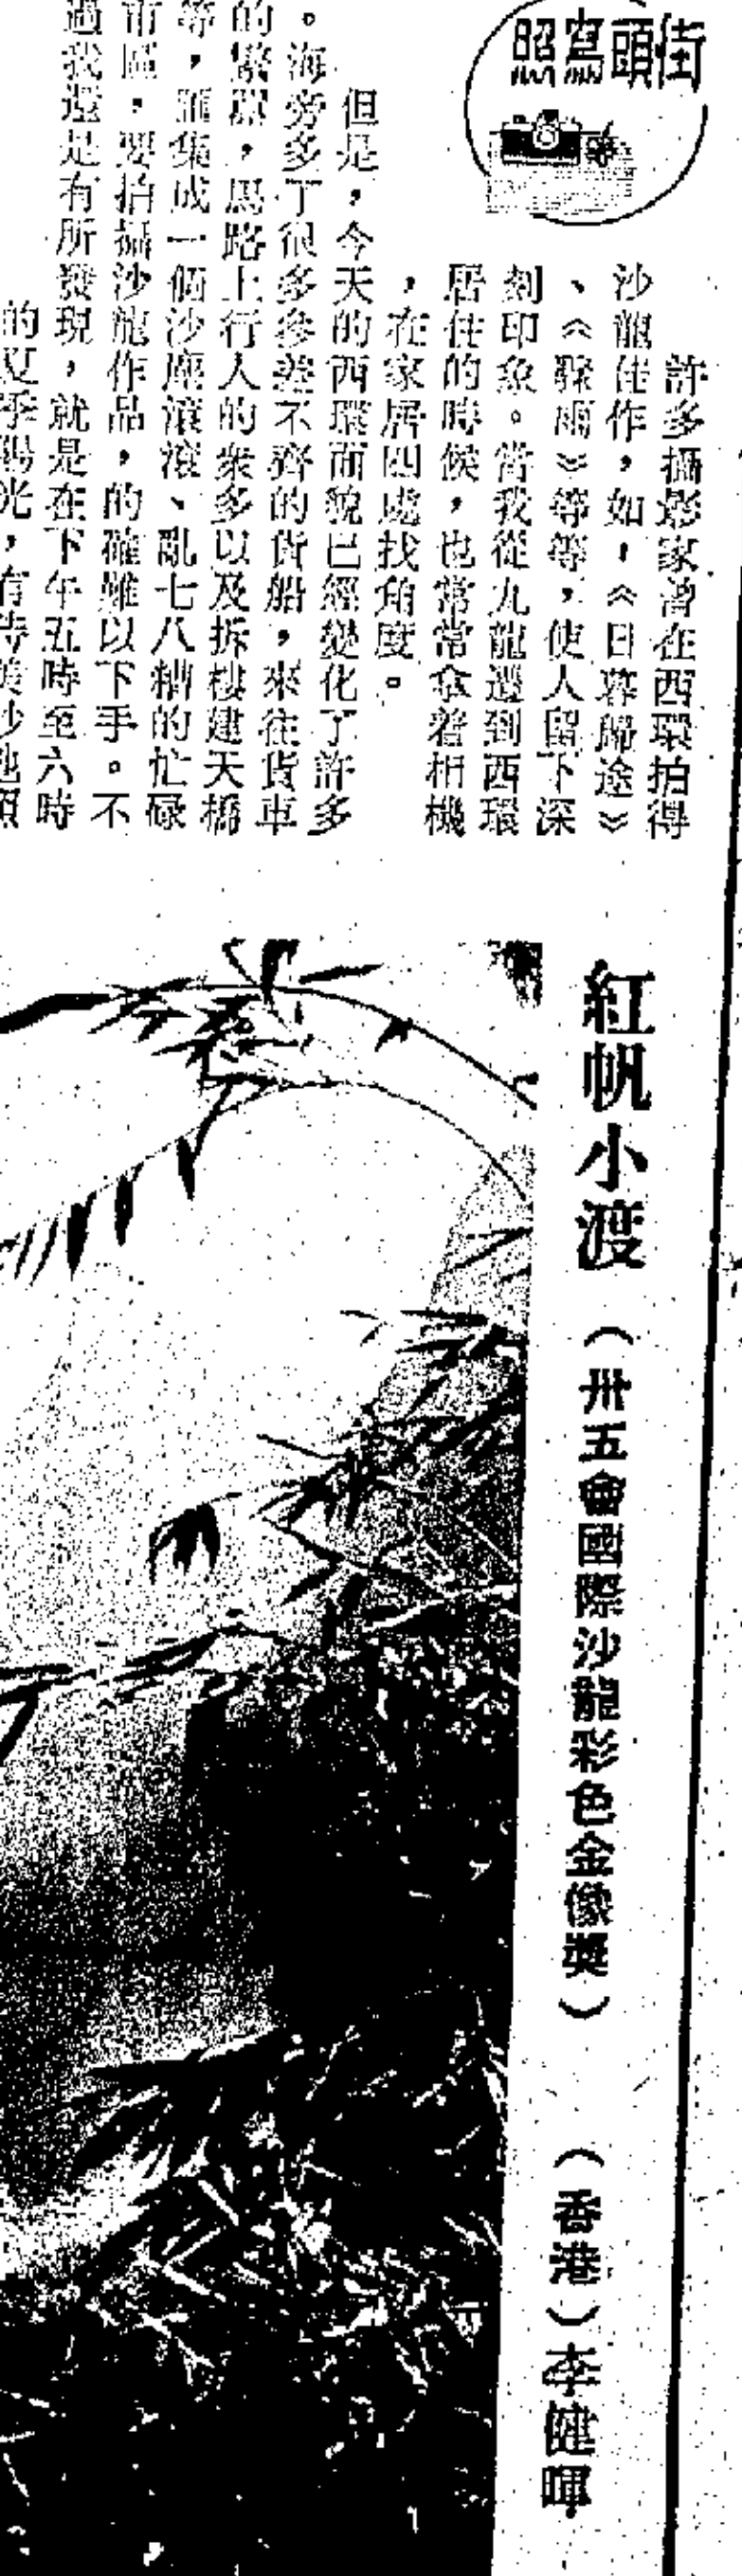 街頭寫照
許多攝影家曾在西環拍得
沙龍佳作，如，《日暮歸途》
、《驟雨》等等，使人留下深
刻印象。當我從九龍遷到西環
居住的時候，也常常拿着相機
，在家居四處找角度。
但是，今天的西環面貌已經變化了許多
。海旁多了很多參差不齊的貨船，來往貨車
的繁，馬路上行人的衆多以及拆樓建天橋
等，匯集成一個沙塵滾滾、亂七八糟的忙碌
市區，要拍攝沙龍作品，的確難以下手。不
過我還是有所發現，就是在下午五時至六時
的夏季陽光，有
紅帆小渡（卅五會國際沙龍彩色金像獎）（香港）李健暉